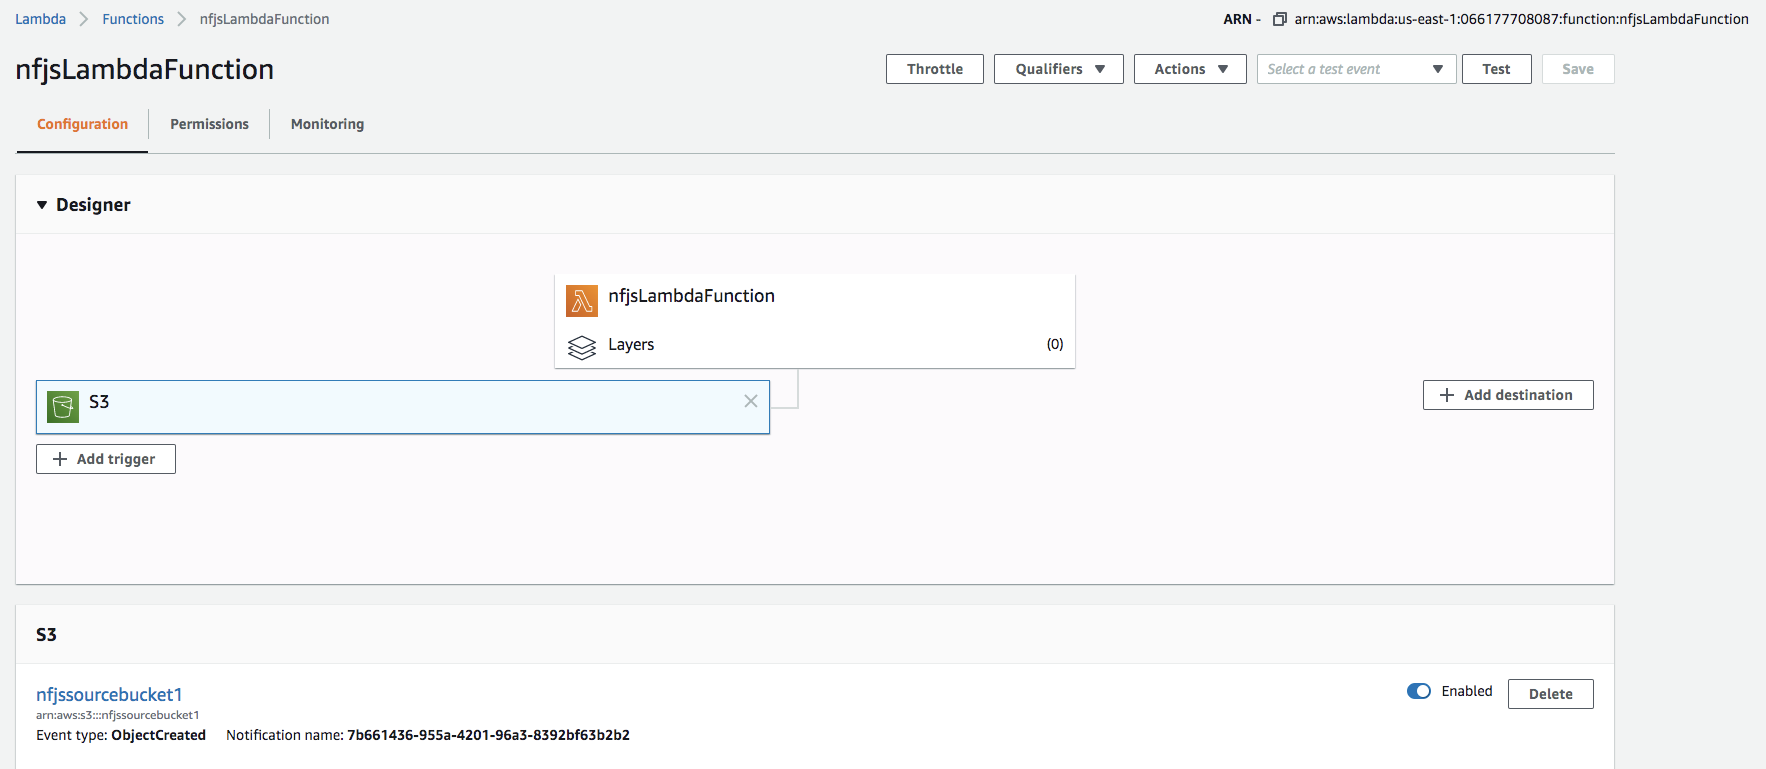 Lambda Functions nfjsLambdaFunction
ARN - arn:aws:lambda:us-east-1:066177708087:function:nfjsLambdaFunction
nfjsLambdaFunction
Throttle Qualifiers Actions Select a test event Test Save
Configuration Permissions Monitoring
Designer
nfjsLambdaFunction
Layers (0)
S3
Add destination
Add trigger
S3
nfjssourcebucket1
Enabled Delete
arn:aws:s3:::nfjssourcebucket1
Event type: ObjectCreated Notification name: 7b661436-955a-4201-96a3-8392bf63b2b2